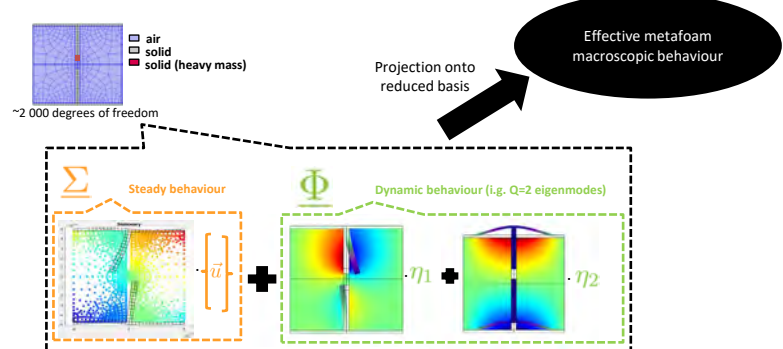 air
solid
solid (heavy mass)
~2 000 degrees of freedom
Projection onto
reduced basis
Effective metafoam
macroscopic behaviour
Σ
Steady behaviour
Φ
Dynamic behaviour (i.g. Q=2 eigenmodes)
· {u⃗}
· η1
· η2